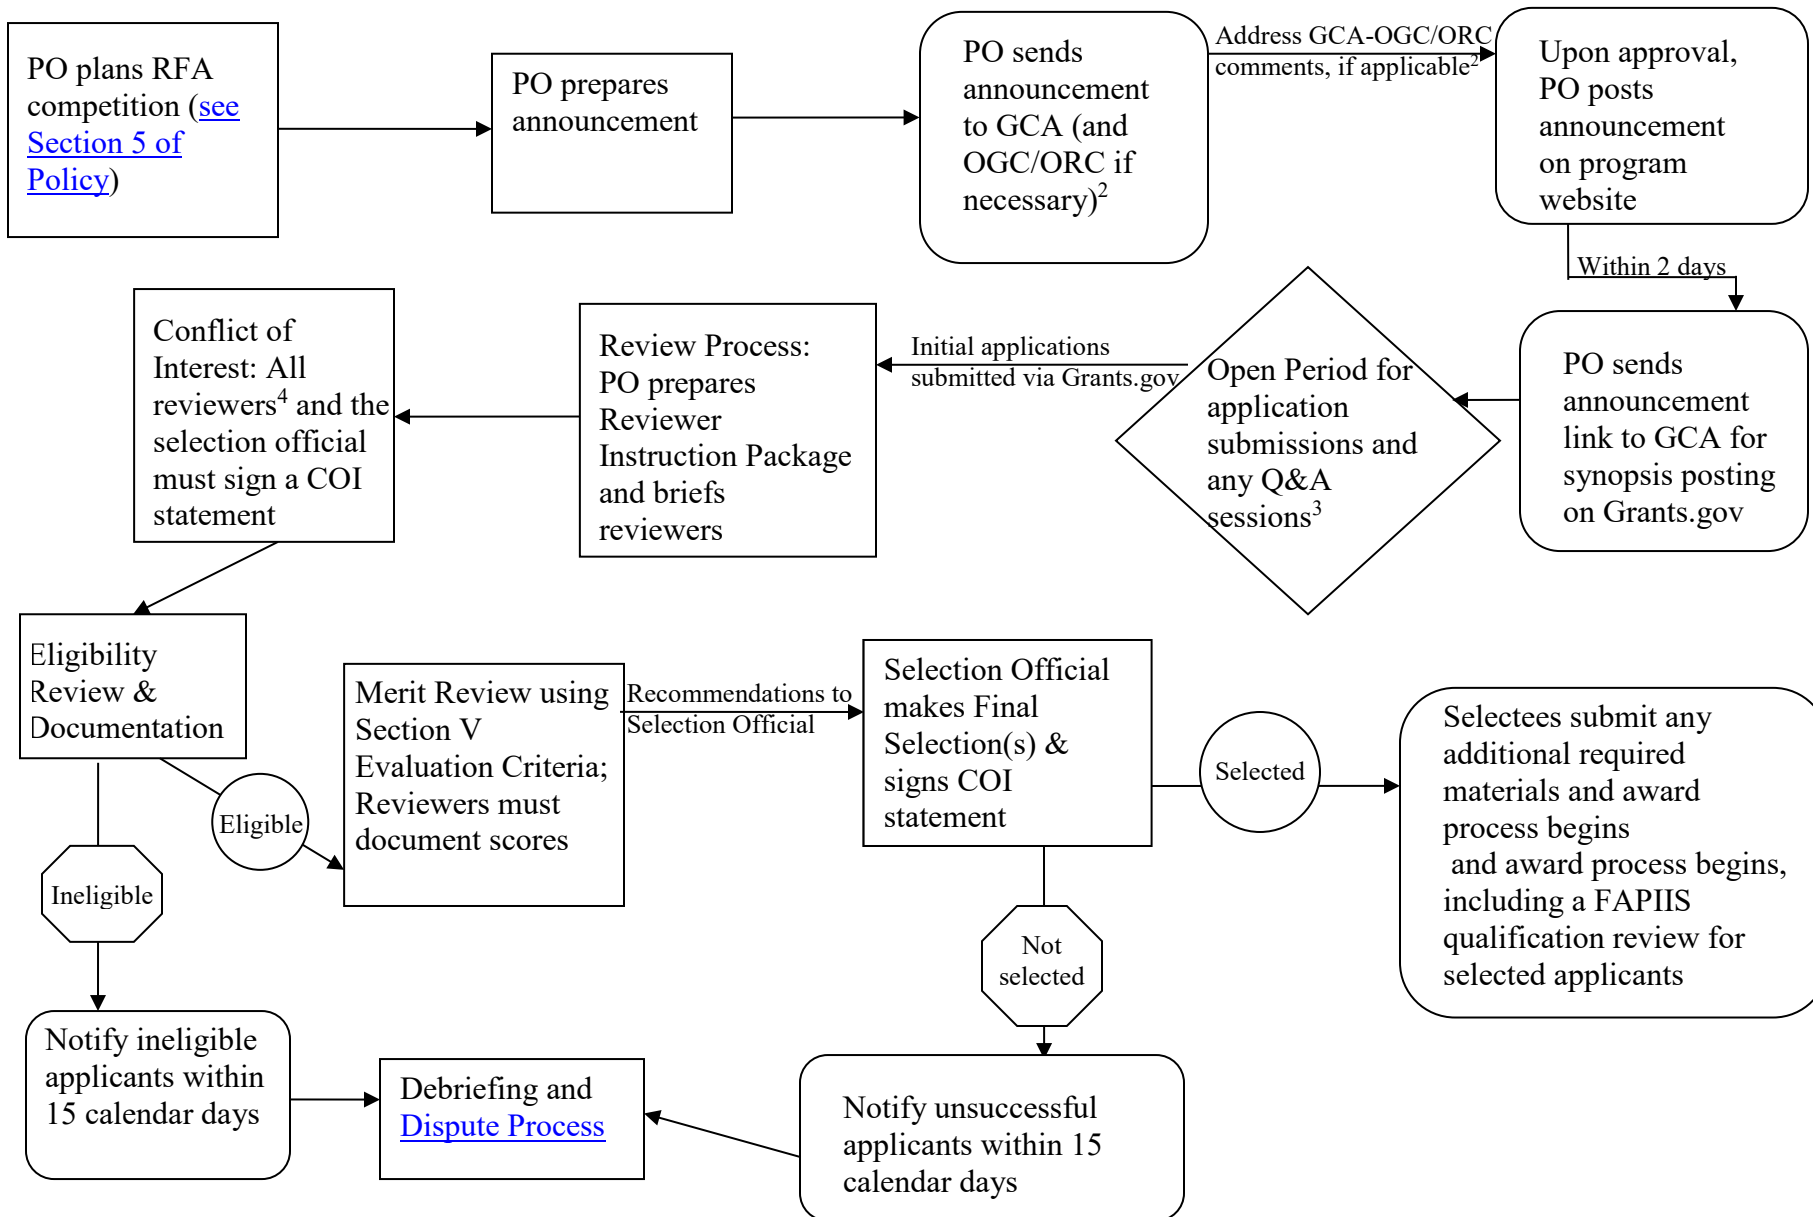 PO plans RFA
competition (see
Section 5 of
Policy)
PO prepares
announcement
PO sends
announcement
to GCA (and
OGC/ORC if
necessary)2
Address GCA-OGC/ORC
comments, if applicable2
Upon approval,
PO posts
announcement
on program
website
Within 2 days
PO sends
announcement
link to GCA for
synopsis posting
on Grants.gov
Open Period for
application
submissions and
any Q&A
sessions3
Initial applications
submitted via Grants.gov
Review Process:
PO prepares
Reviewer
Instruction Package
and briefs
reviewers
Conflict of
Interest: All
reviewers4 and the
selection official
must sign a COI
statement
Eligibility
Review &
Documentation
Eligible
Ineligible
Merit Review using
Section V
Evaluation Criteria;
Reviewers must
document scores
Recommendations to
Selection Official
Selection Official
makes Final
Selection(s) &
signs COI
statement
Selected
Selectees submit any
additional required
materials and award
process begins
and award process begins,
including a FAPIIS
qualification review for
selected applicants
Not
selected
Notify ineligible
applicants within
15 calendar days
Debriefing and
Dispute Process
Notify unsuccessful
applicants within 15
calendar days